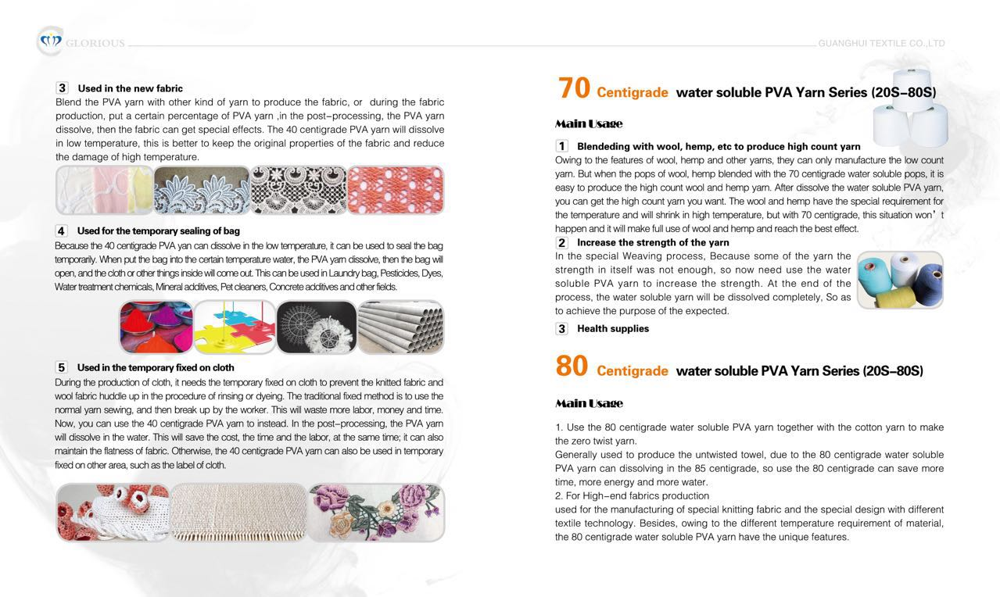 GLORIOUS
GUANGHUI TEXTILE CO.,LTD
3 Used in the new fabric
Blend the PVA yarn with other kind of yarn to produce the fabric, or during the fabric
production, put a certain percentage of PVA yarn ,in the post-processing, the PVA yarn
dissolve, then the fabric can get special effects. The 40 centigrade PVA yarn will dissolve
in low temperature, this is better to keep the original properties of the fabric and reduce
the damage of high temperature.
4 Used for the temporary sealing of bag
Because the 40 centigrade PVA yan can dissolve in the low temperature, it can be used to seal the bag
temporarily. When put the bag into the certain temperature water, the PVA yarn dissolve, then the bag will
open, and the cloth or other things inside will come out. This can be used in Laundry bag, Pesticides, Dyes,
Water treatment chemicals, Mineral additives, Pet cleaners, Concrete additives and other fields.
5 Used in the temporary fixed on cloth
During the production of cloth, it needs the temporary fixed on cloth to prevent the knitted fabric and
wool fabric huddle up in the procedure of rinsing or dyeing. The traditional fixed method is to use the
normal yarn sewing, and then break up by the worker. This will waste more labor, money and time.
Now, you can use the 40 centigrade PVA yarn to instead. In the post-processing, the PVA yarn
will dissolve in the water. This will save the cost, the time and the labor, at the same time; it can also
maintain the flatness of fabric. Otherwise, the 40 centigrade PVA yarn can also be used in temporary
fixed on other area, such as the label of cloth.
70 Centigrade water soluble PVA Yarn Series (20S-80S)
Main Usage
1 Blendeding with wool, hemp, etc to produce high count yarn
Owing to the features of wool, hemp and other yarns, they can only manufacture the low count
yarn. But when the pops of wool, hemp blended with the 70 centigrade water soluble pops, it is
easy to produce the high count wool and hemp yarn. After dissolve the water soluble PVA yarn,
you can get the high count yarn you want. The wool and hemp have the special requirement for
the temperature and will shrink in high temperature, but with 70 centigrade, this situation won't
happen and it will make full use of wool and hemp and reach the best effect.
2 Increase the strength of the yarn
In the special Weaving process, Because some of the yarn the
strength in itself was not enough, so now need use the water
soluble PVA yarn to increase the strength. At the end of the
process, the water soluble yarn will be dissolved completely, So as
to achieve the purpose of the expected.
3 Health supplies
80 Centigrade water soluble PVA Yarn Series (20S-80S)
Main Usage
1. Use the 80 centigrade water soluble PVA yarn together with the cotton yarn to make
the zero twist yarn.
Generally used to produce the untwisted towel, due to the 80 centigrade water soluble
PVA yarn can dissolving in the 85 centigrade, so use the 80 centigrade can save more
time, more energy and more water.
2. For High-end fabrics production
used for the manufacturing of special knitting fabric and the special design with different
textile technology. Besides, owing to the different temperature requirement of material,
the 80 centigrade water soluble PVA yarn have the unique features.